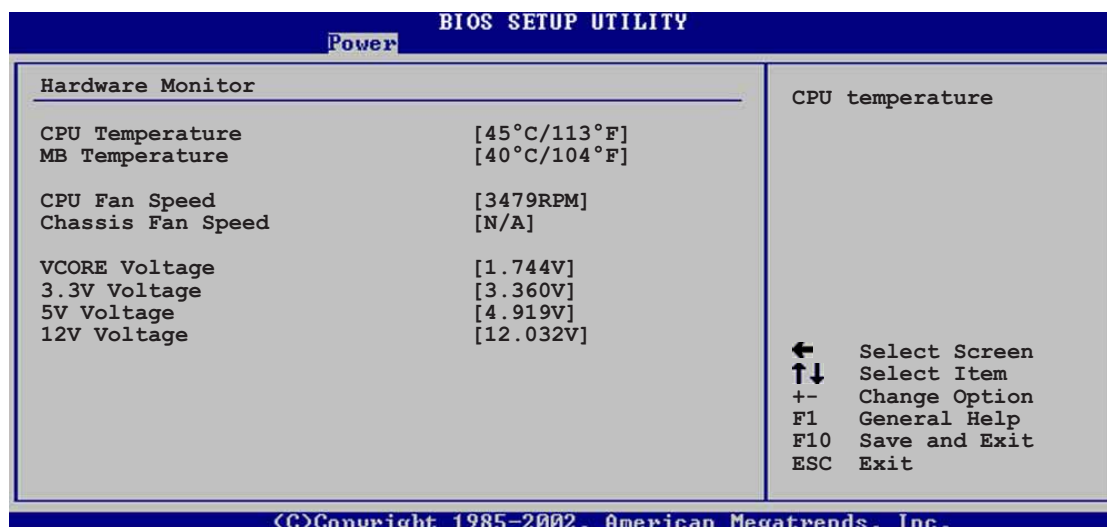 BIOS SETUP UTILITY
Power
Hardware Monitor
CPU Temperature [45°C/113°F]
MB Temperature [40°C/104°F]
CPU Fan Speed [3479RPM]
Chassis Fan Speed [N/A]
VCORE Voltage [1.744V]
3.3V Voltage [3.360V]
5V Voltage [4.919V]
12V Voltage [12.032V]
CPU temperature
← Select Screen
↑↓ Select Item
+- Change Option
F1 General Help
F10 Save and Exit
ESC Exit
(C)Copyright 1985-2002, American Megatrends, Inc.